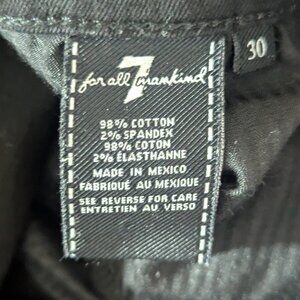 7
for all mankind
30
98% COTTON
2% SPANDEX
98% COTON
2% ÉLASTHANNE
MADE IN MEXICO
FABRIQUÉ AU MEXIQUE
SEE REVERSE FOR CARE
ENTRETIEN AU VERSO